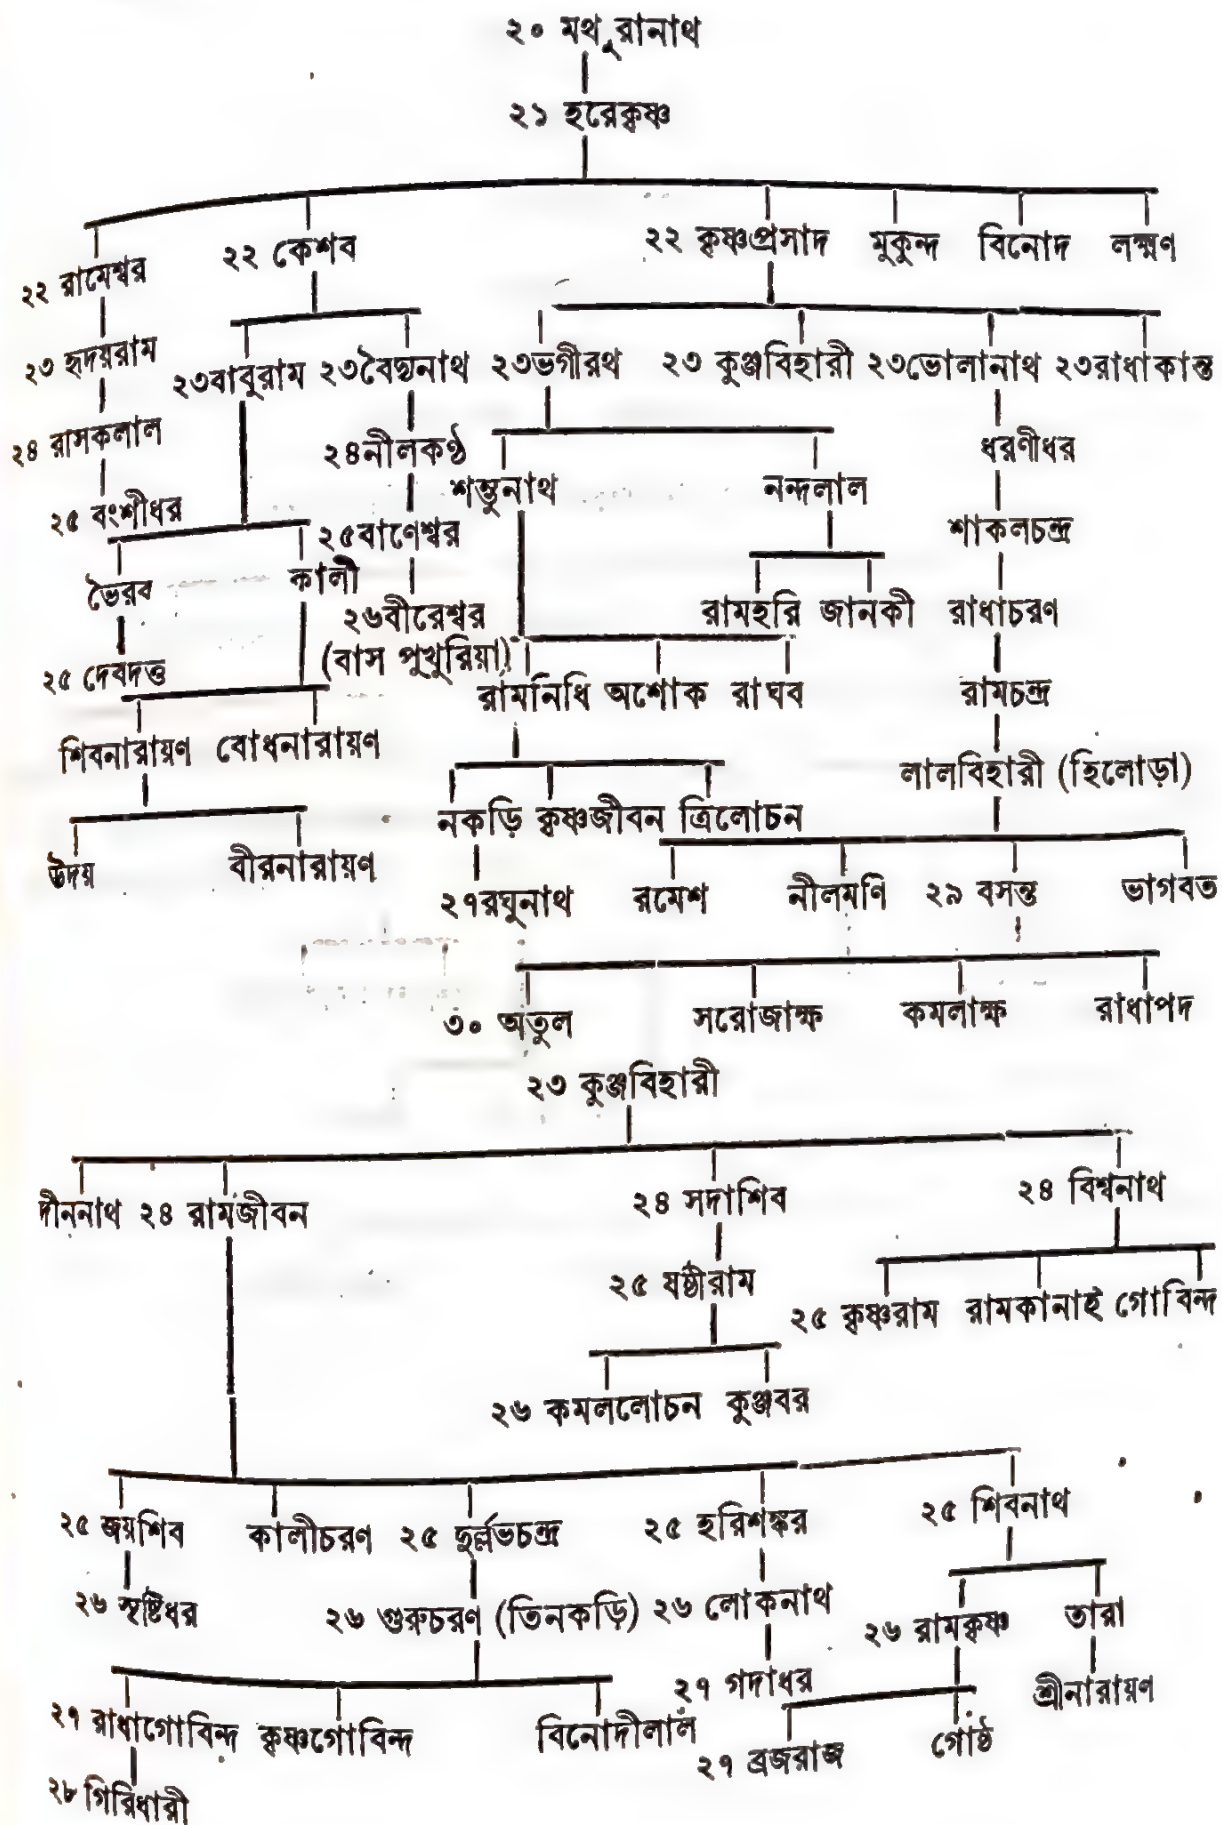 ২০ মথুরানাথ
২১ হরেকৃষ্ণ
২২ রামেশ্বর ২২ কেশব ২২ কৃষ্ণপ্রসাদ মুকুন্দ বিনোদ লক্ষ্মণ
২৩ হৃদয়রাম ২৩বাবুরাম ২৩বৈদ্যনাথ ২৩ভগীরথ ২৩ কুঞ্জবিহারী ২৩ভোলানাথ ২৩রাধাকান্ত
২৪ রাসকলাল ২৪নীলকণ্ঠ শম্ভুনাথ নন্দলাল ধরণীধর
২৫ বংশীধর ২৫বাণেশ্বর শাকলচন্দ্র
ভৈরব কালী ২৬বীরেশ্বর রামহরি জানকী রাধাচরণ
২৫ দেবদত্ত (বাস পুখুরিয়া) রামনিধি অশোক রাঘব রামচন্দ্র
শিবনারায়ণ বোধনারায়ণ লালবিহারী (হিলোড়া)
নকড়ি কৃষ্ণজীবন ত্রিলোচন
উদয় বীরনারায়ণ ২৭রঘুনাথ রমেশ নীলমণি ২৯ বসন্ত ভাগবত
৩০ অতুল সরোজাক্ষ কমলাক্ষ রাধাপদ
২৩ কুঞ্জবিহারী
দীননাথ ২৪ রামজীবন ২৪ সদাশিব ২৪ বিশ্বনাথ
২৫ ষষ্ঠীরাম ২৫ কৃষ্ণরাম রামকানাই গোবিন্দ
২৬ কমললোচন কুঞ্জবর
২৫ জয়শিব কালীচরণ ২৫ দুর্ল্লভচন্দ্র ২৫ হরিশঙ্কর ২৫ শিবনাথ
২৬ সৃষ্টিধর ২৬ গুরুচরণ (তিনকড়ি) ২৬ লোকনাথ ২৬ রামকৃষ্ণ তারা
২৭ রাধাগোবিন্দ কৃষ্ণগোবিন্দ বিনোদীলাল ২৭ গদাধর ২৭ ব্রজরাজ গোষ্ঠ শ্রীনারায়ণ
২৮ গিরিধারী